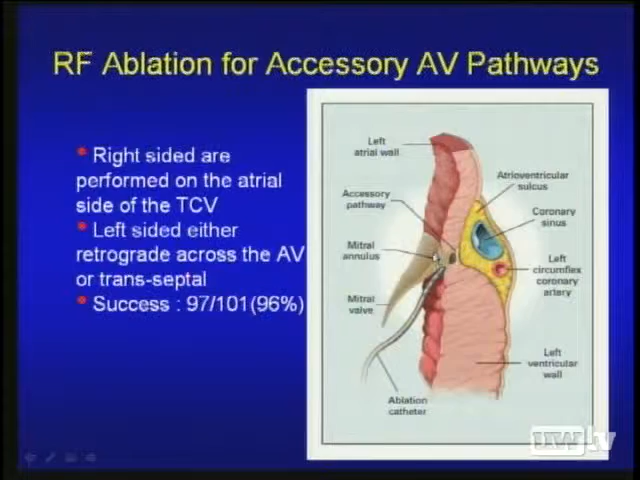 RF Ablation for Accessory AV Pathways
Right sided are
performed on the atrial
side of the TCV
Left sided either
retrograde across the AV
or trans-septal
Success : 97/101(96%)
Left
atrial wall
Accessory
pathway
Mitral
annulus
Mitral
valve
Ablation
catheter
Atrioventricular
sulcus
Coronary
sinus
Left
circumflex
coronary
artery
Left
ventricular
wall
uwtv